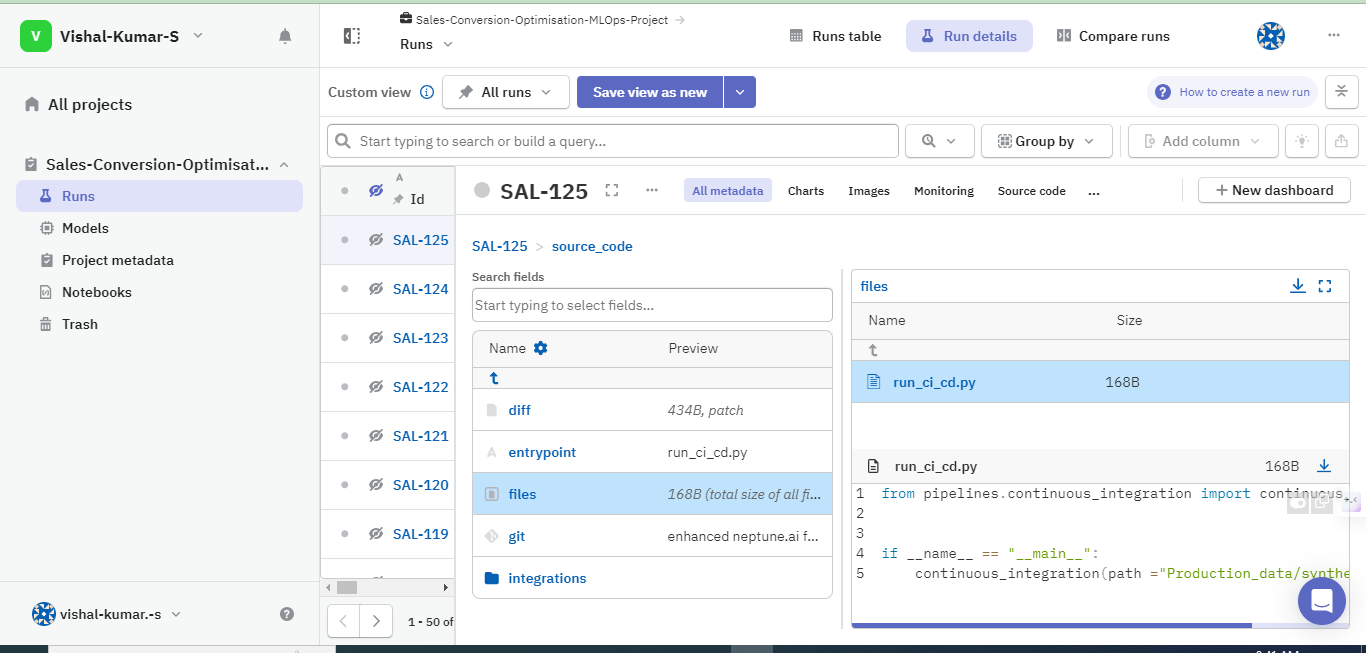 V Vishal-Kumar-S
All projects
Sales-Conversion-Optimisat...
Runs
Models
Project metadata
Notebooks
Trash
vishal-kumar.-s
Sales-Conversion-Optimisation-MLOps-Project
Runs
Runs table
Run details
Compare runs
Custom view
All runs
Save view as new
How to create a new run
Start typing to search or build a query...
Group by
Add column
A
Id
SAL-125
SAL-124
SAL-123
SAL-122
SAL-121
SAL-120
SAL-119
1 - 50 of
SAL-125
All metadata
Charts
Images
Monitoring
Source code
...
+ New dashboard
SAL-125 > source_code
Search fields
Start typing to select fields...
Name Preview
diff 434B, patch
A entrypoint run_ci_cd.py
files 168B (total size of all fi...
git enhanced neptune.ai f...
integrations
files
Name Size
run_ci_cd.py 168B
run_ci_cd.py 168B
1 from pipelines.continuous_integration import continuous
2
3
4 if __name__ == "__main__":
5 continuous_integration(path ="Production_data/synthe